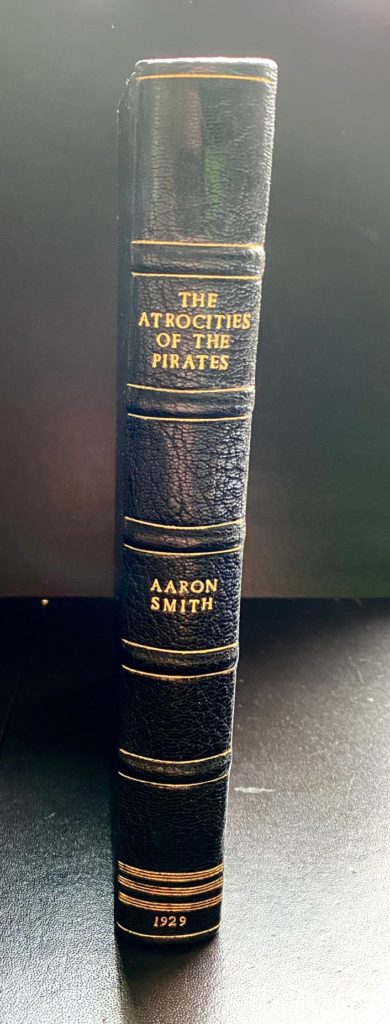 THE
ATROCITIES
OF THE
PIRATES
AARON
SMITH
1929